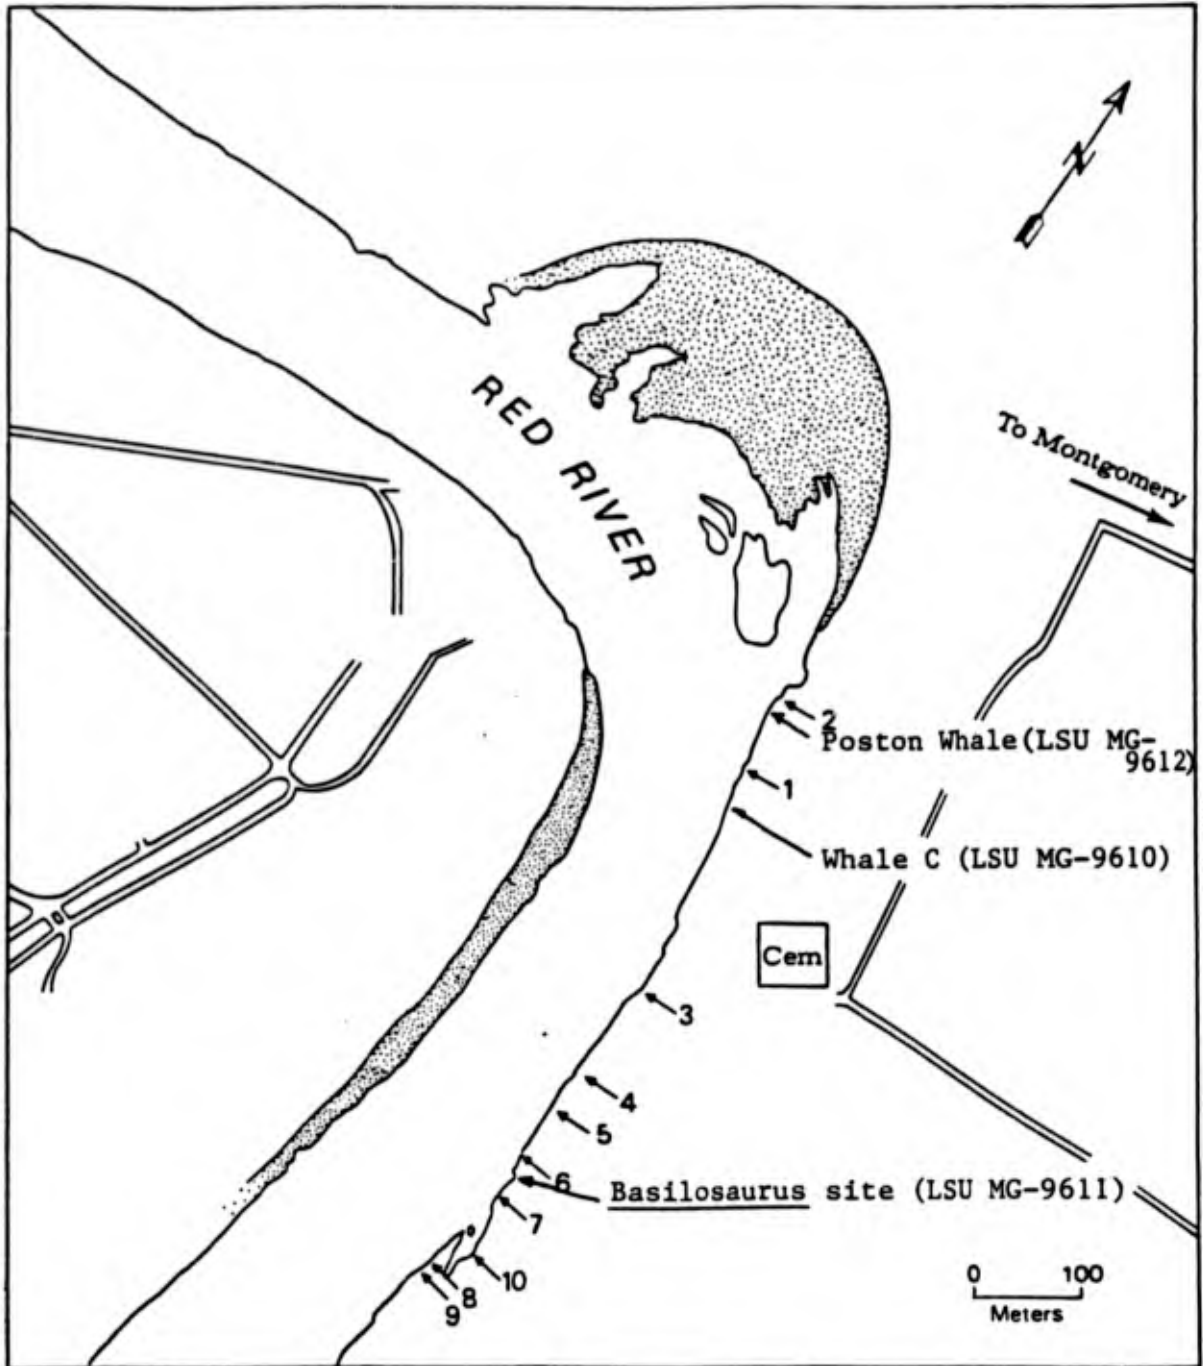 N
RED RIVER
To Montgomery
2
Poston Whale (LSU MG-
9612)
1
Whale C (LSU MG-9610)
Cem
3
4
5
6
Basilosaurus site (LSU MG-9611)
7
10
8
9
0 100
Meters